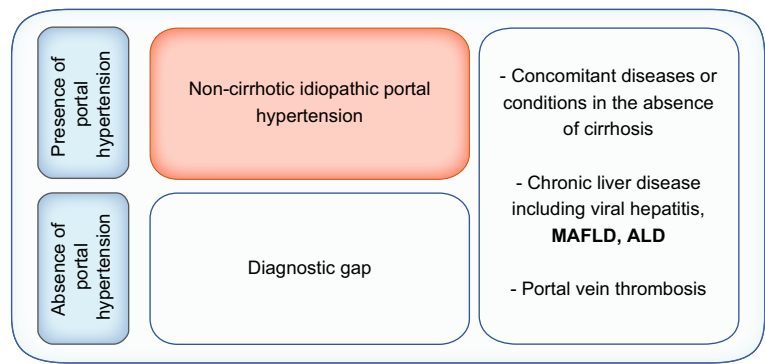 Presence of
portal
hypertension
Non-cirrhotic idiopathic portal
hypertension
Absence of
portal
hypertension
Diagnostic gap
- Concomitant diseases or
conditions in the absence
of cirrhosis
- Chronic liver disease
including viral hepatitis,
MAFLD, ALD
- Portal vein thrombosis